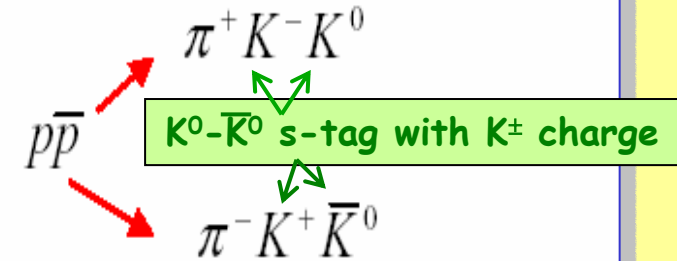 π⁺K⁻K⁰
pp̅
K⁰-K̅⁰ s-tag with K± charge
π⁻K⁺K̅⁰